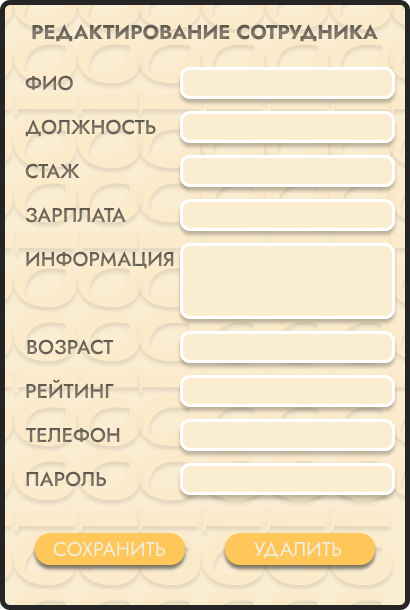 РЕДАКТИРОВАНИЕ СОТРУДНИКА
ФИО
ДОЛЖНОСТЬ
СТАЖ
ЗАРПЛАТА
ИНФОРМАЦИЯ
ВОЗРАСТ
РЕЙТИНГ
ТЕЛЕФОН
ПАРОЛЬ
СОХРАНИТЬ УДАЛИТЬ